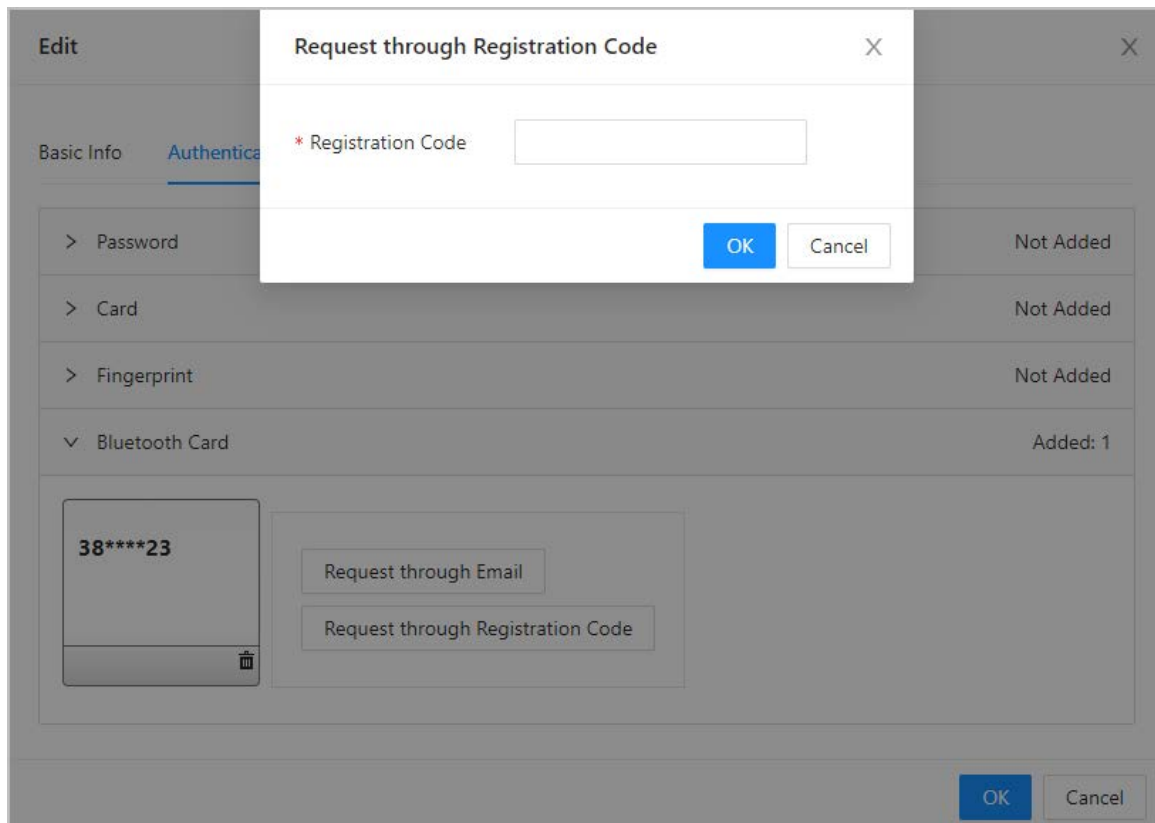 Edit
Request through Registration Code
Basic Info Authentica
* Registration Code
OK Cancel
> Password Not Added
> Card Not Added
> Fingerprint Not Added
Bluetooth Card Added: 1
38****23
Request through Email
Request through Registration Code
OK Cancel